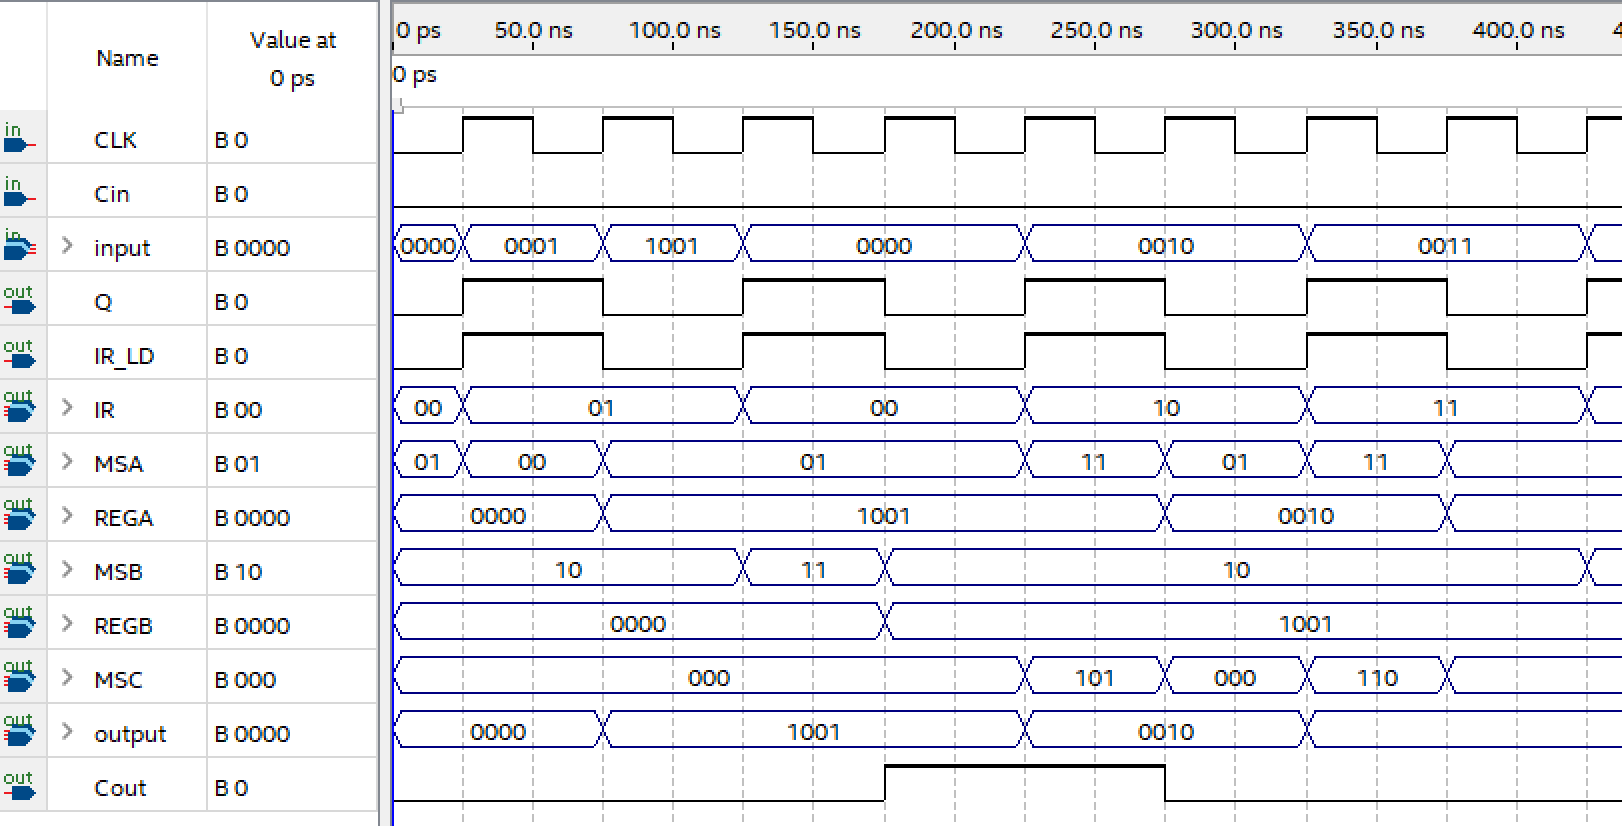 Name Value at 0 ps
0 ps 50.0 ns 100.0 ns 150.0 ns 200.0 ns 250.0 ns 300.0 ns 350.0 ns 400.0 ns 4
0 ps
in CLK B 0
in Cin B 0
in > input B 0000 0000 0001 1001 0000 0010 0011
out Q B 0
out IR_LD B 0
out > IR B 00 00 01 00 10 11
out > MSA B 01 01 00 01 11 01 11
out > REGA B 0000 0000 1001 0010
out > MSB B 10 10 11 10
out > REGB B 0000 0000 1001
out > MSC B 000 000 101 000 110
out > output B 0000 0000 1001 0010
out Cout B 0